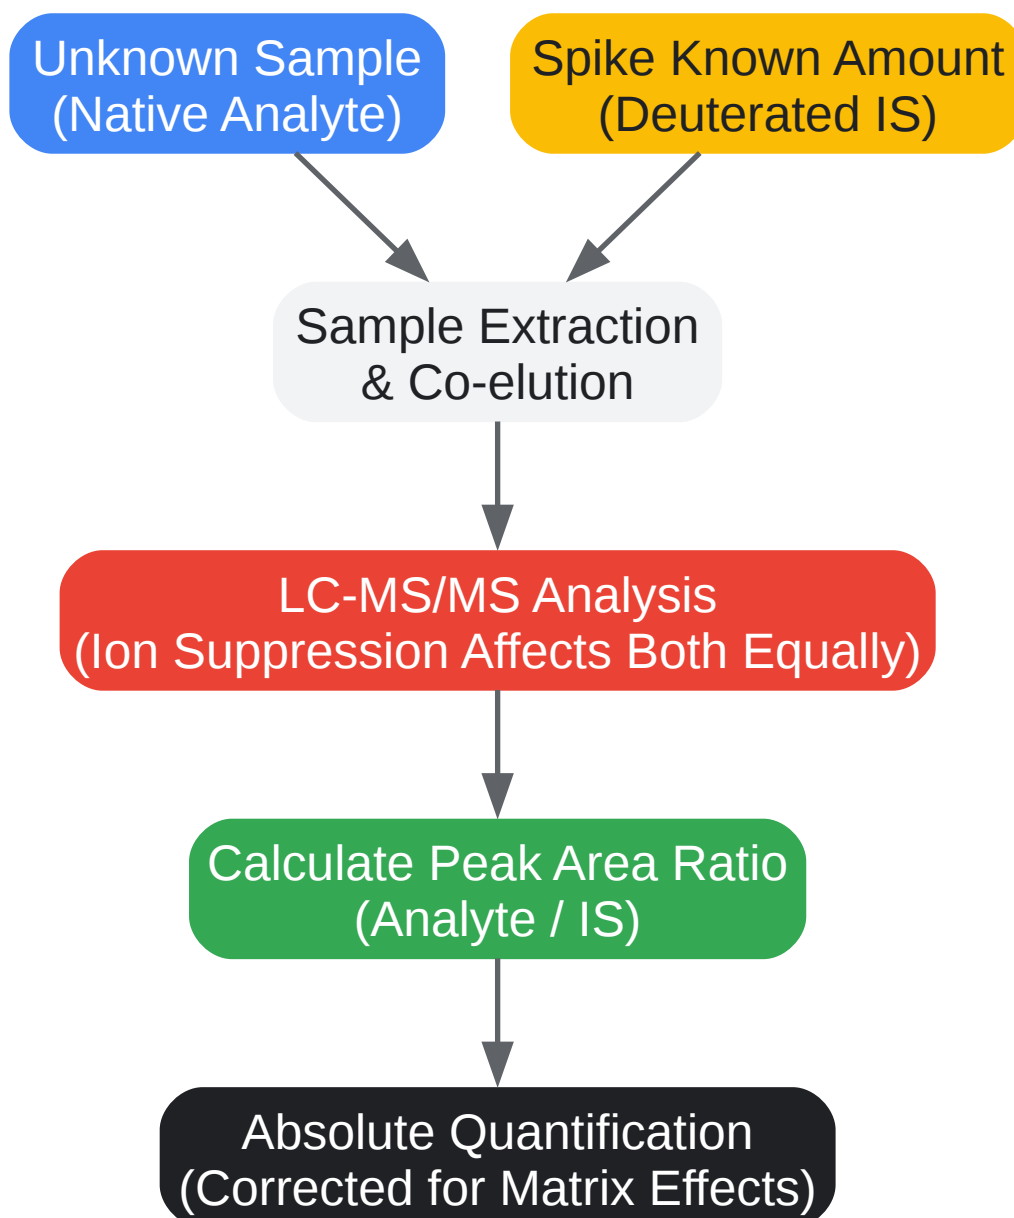 Unknown Sample
(Native Analyte)
Spike Known Amount
(Deuterated IS)
Sample Extraction
& Co-elution
LC-MS/MS Analysis
(Ion Suppression Affects Both Equally)
Calculate Peak Area Ratio
(Analyte / IS)
Absolute Quantification
(Corrected for Matrix Effects)